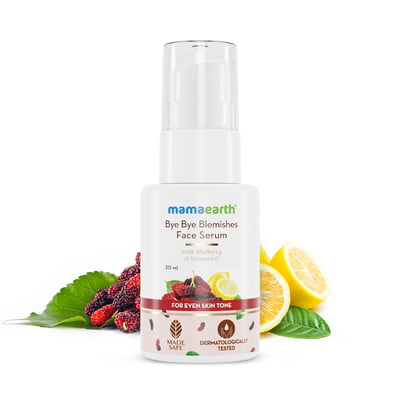 mamaearth
Bye Bye Blemishes
Face Serum
with Mulberry
& Vitamin C
30 ml
FOR EVEN SKIN TONE
MADE
SAFE
DERMATOLOGICALLY
TESTED